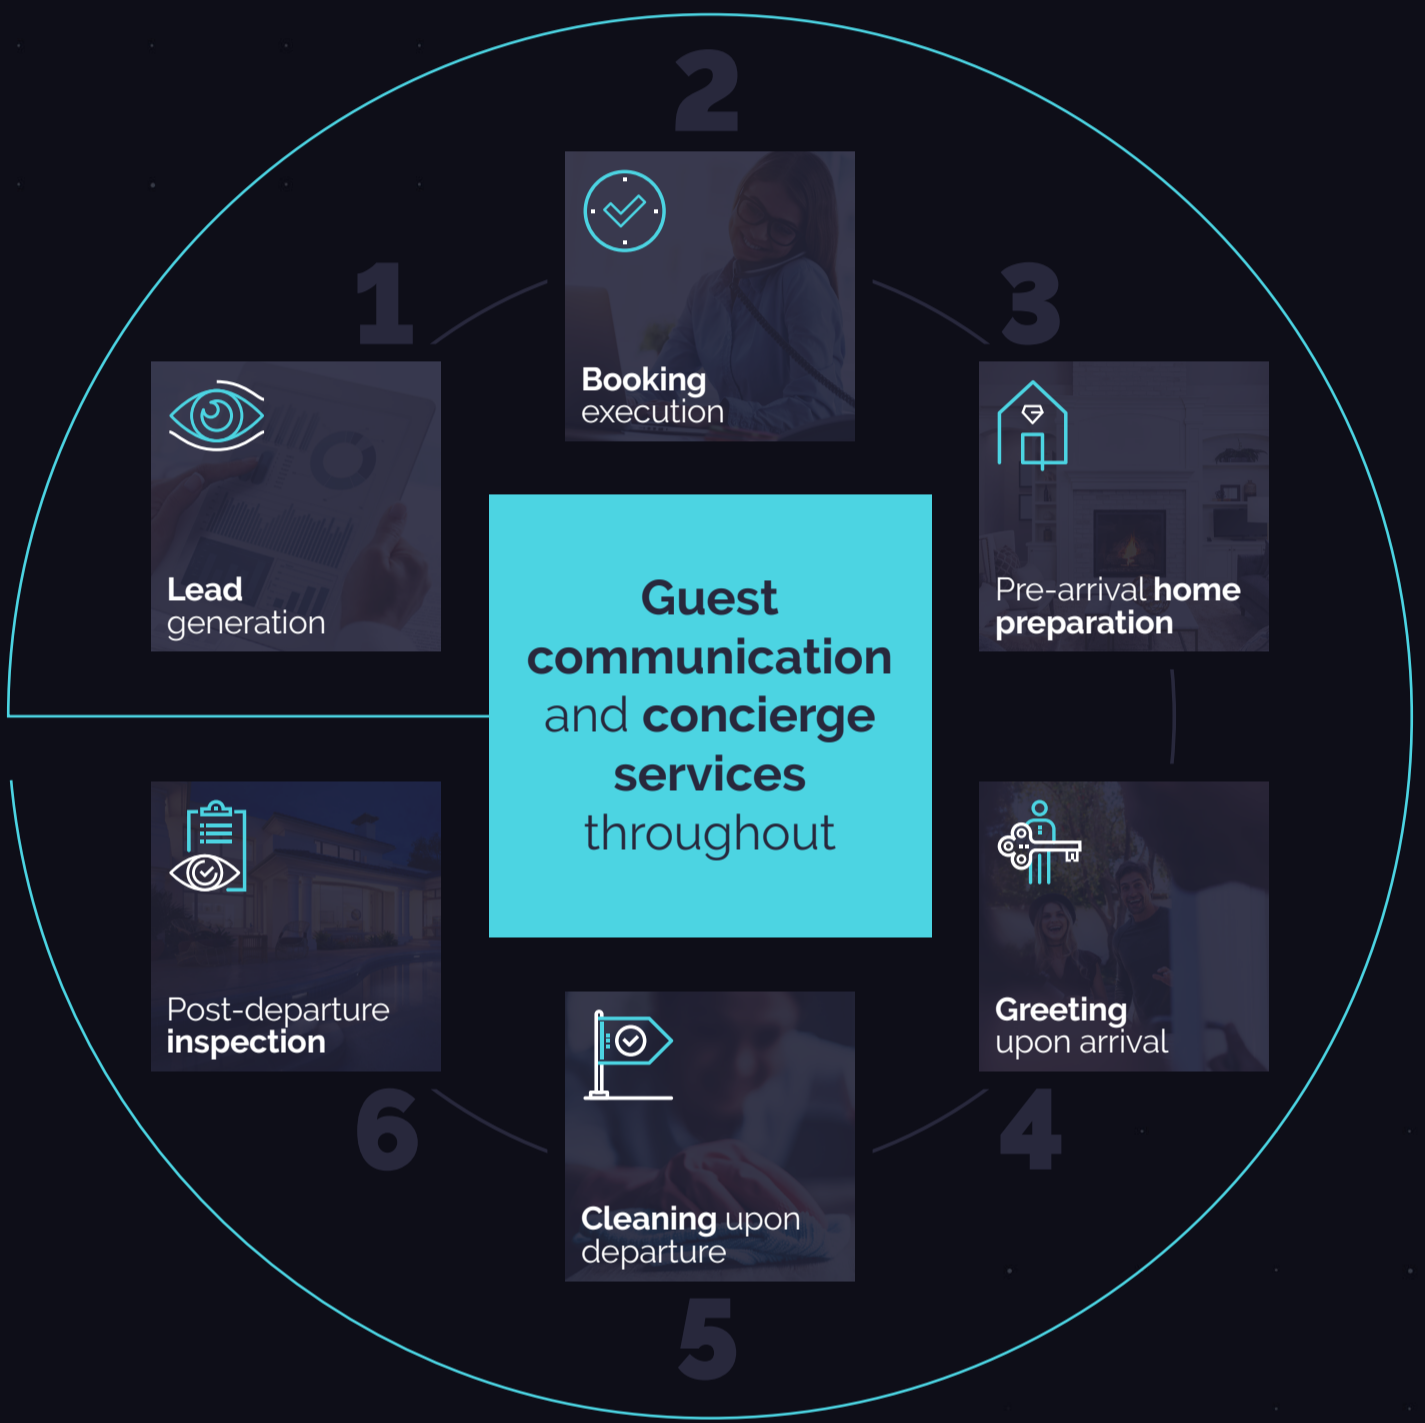 1
Lead
generation
2
Booking
execution
3
Pre-arrival home
preparation
Guest
communication
and concierge
services
throughout
4
Greeting
upon arrival
5
Cleaning upon
departure
6
Post-departure
inspection